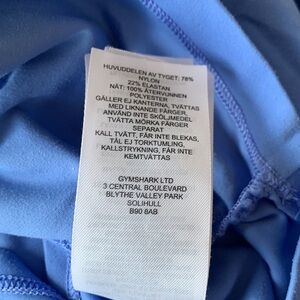 HUVUDDELEN AV TYGET: 78%
NYLON
22% ELASTAN
NÄT: 100% ÅTERVUNNEN
POLYESTER
GÄLLER EJ KANTERNA, TVÄTTAS
MED LIKNANDE FÄRGER
ANVÄND INTE SKÖLJMEDEL
TVÄTTA MÖRKA FÄRGER
SEPARAT
KALL TVÄTT, FÅR INTE BLEKAS,
TÅL EJ TORKTUMLING,
KALLSTRYKNING, FÅR INTE
KEMTVÄTTAS
GYMSHARK LTD
3 CENTRAL BOULEVARD
BLYTHE VALLEY PARK
SOLIHULL
B90 8AB